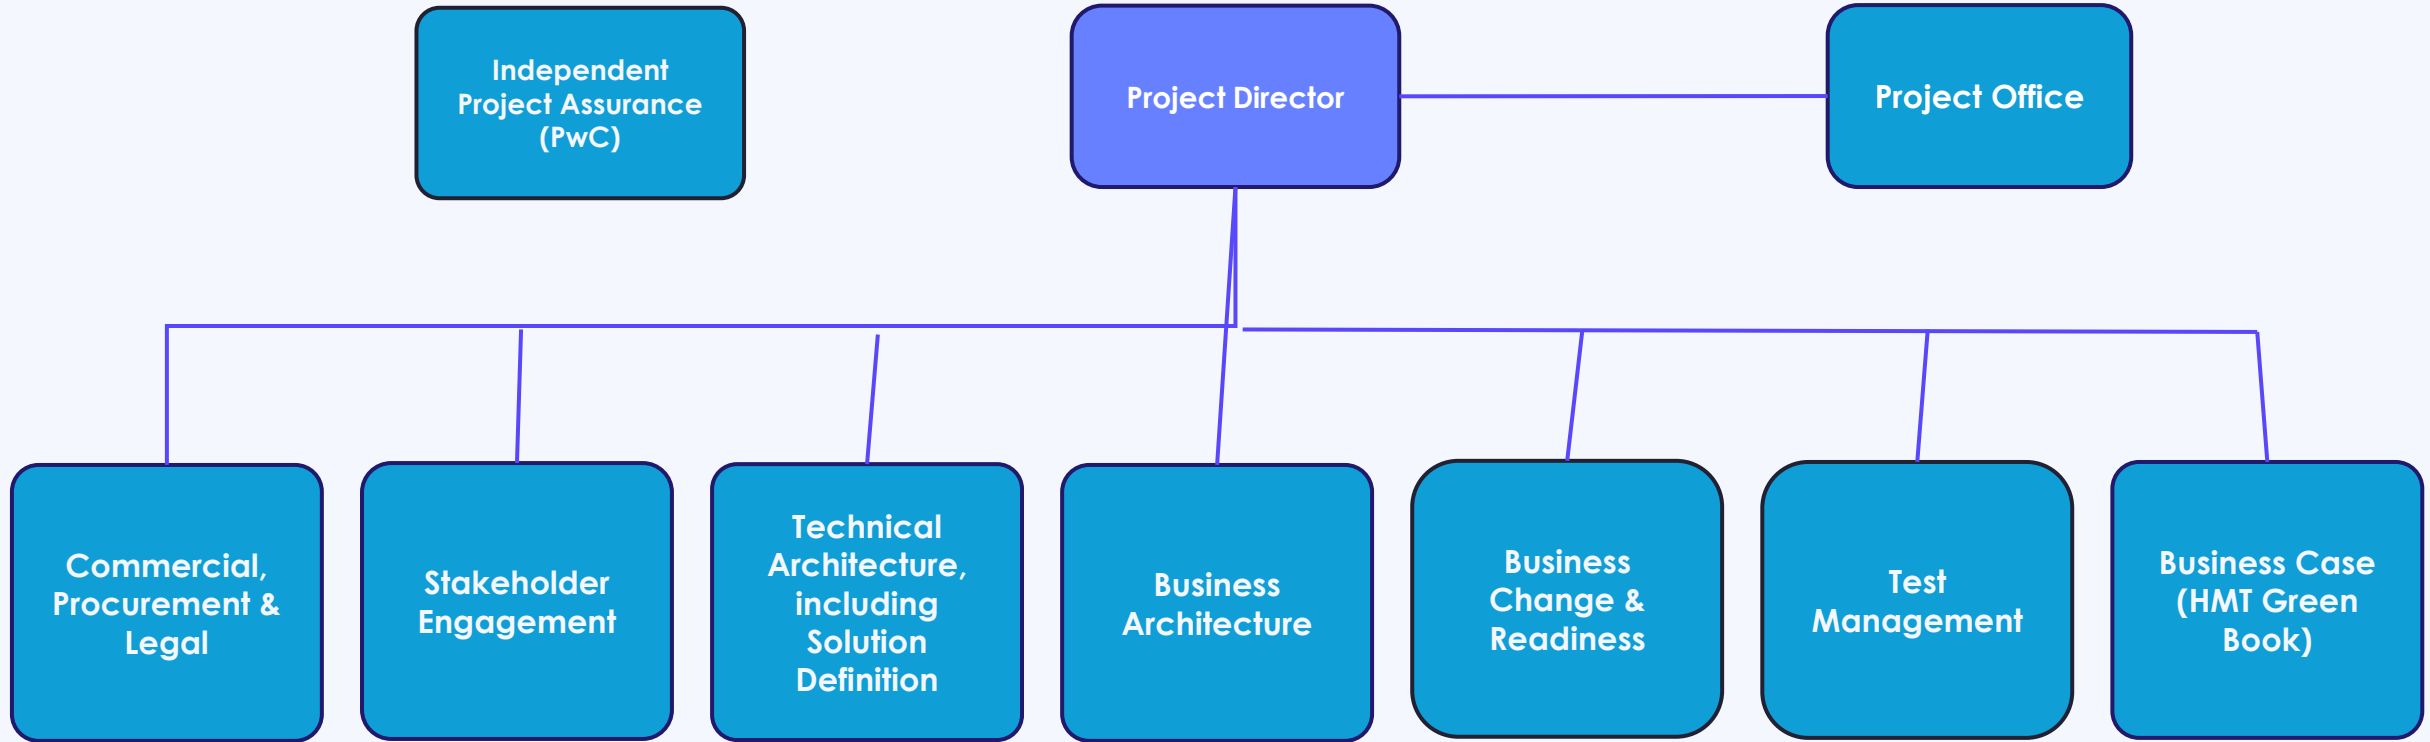 Independent
Project Assurance
(PwC)
Project Director
Project Office
Commercial,
Procurement &
Legal
Stakeholder
Engagement
Technical
Architecture,
including
Solution
Definition
Business
Architecture
Business
Change &
Readiness
Test
Management
Business Case
(HMT Green
Book)